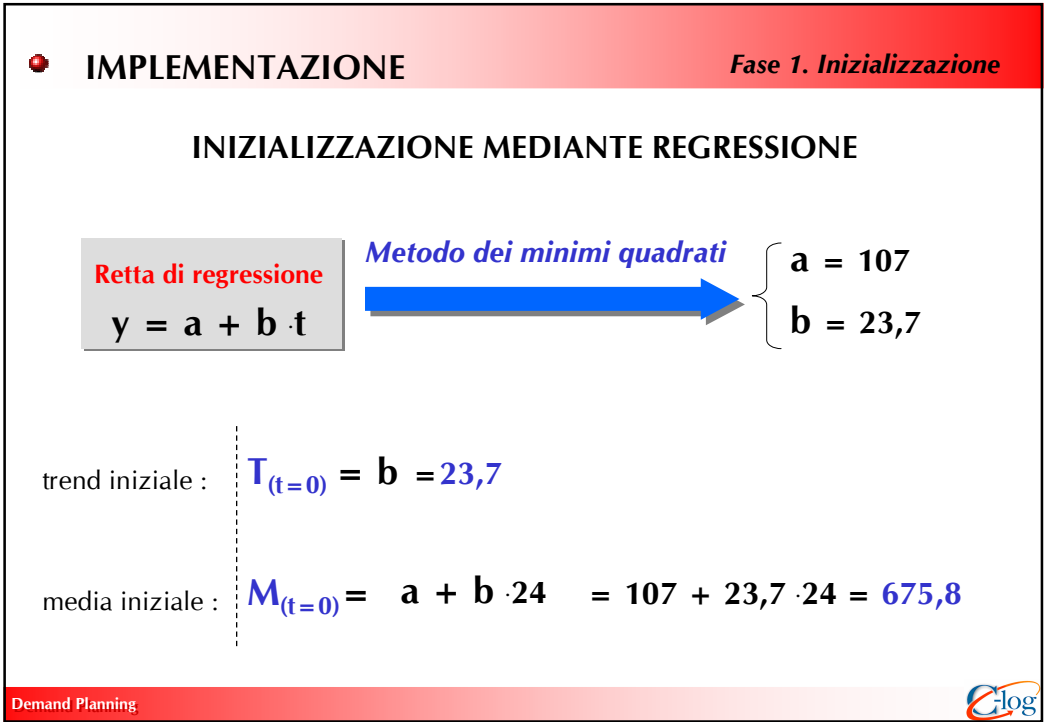 IMPLEMENTAZIONE
Fase 1. Inizializzazione
INIZIALIZZAZIONE MEDIANTE REGRESSIONE
Retta di regressione
y = a + b ·t
Metodo dei minimi quadrati
a = 107
b = 23,7
trend iniziale : T(t=0) = b = 23,7
media iniziale : M(t=0) = a + b ·24 = 107 + 23,7 ·24 = 675,8
Demand Planning
C-log